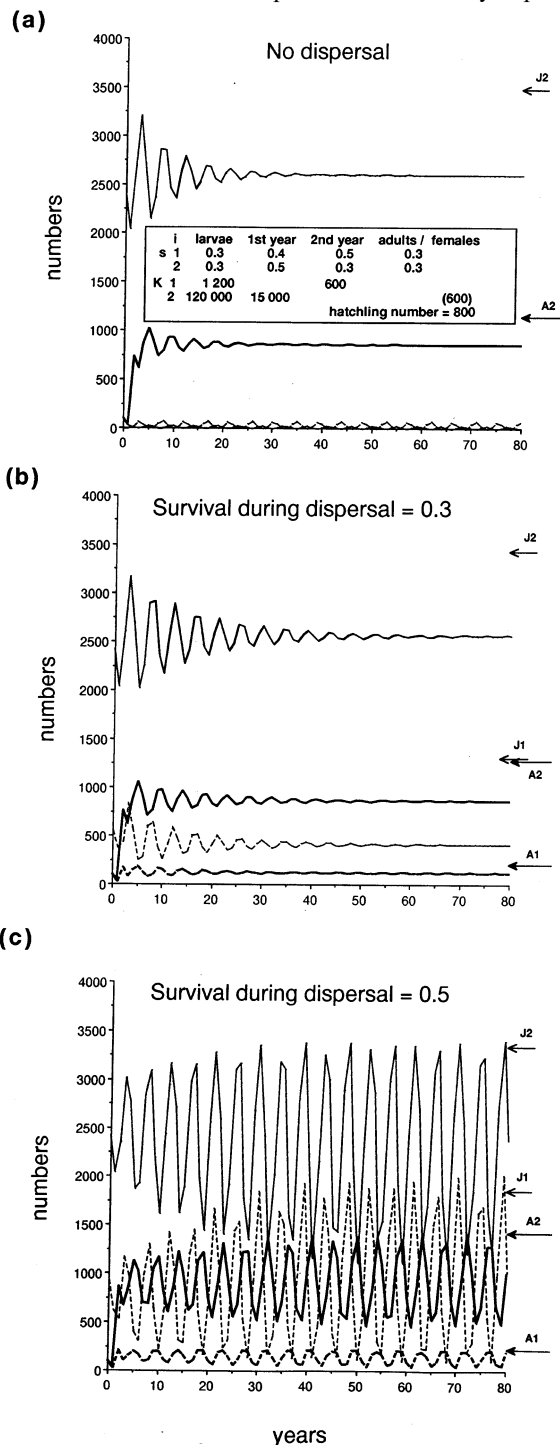 (a)
No dispersal
4000
3500
3000
2500
2000
1500
1000
500
0
numbers
J2
A2
i larvae 1st year 2nd year adults / females
s 1 0.3 0.4 0.5 0.3
2 0.3 0.5 0.3 0.3
K 1 1 200 600
2 120 000 15 000 (600)
hatchling number = 800
0 10 20 30 40 50 60 70 80
(b)
Survival during dispersal = 0.3
4000
3500
3000
2500
2000
1500
1000
500
0
numbers
J2
J1
A2
A1
0 10 20 30 40 50 60 70 80
(c)
Survival during dispersal = 0.5
4000
3500
3000
2500
2000
1500
1000
500
0
numbers
J2
J1
A2
A1
0 10 20 30 40 50 60 70 80
years